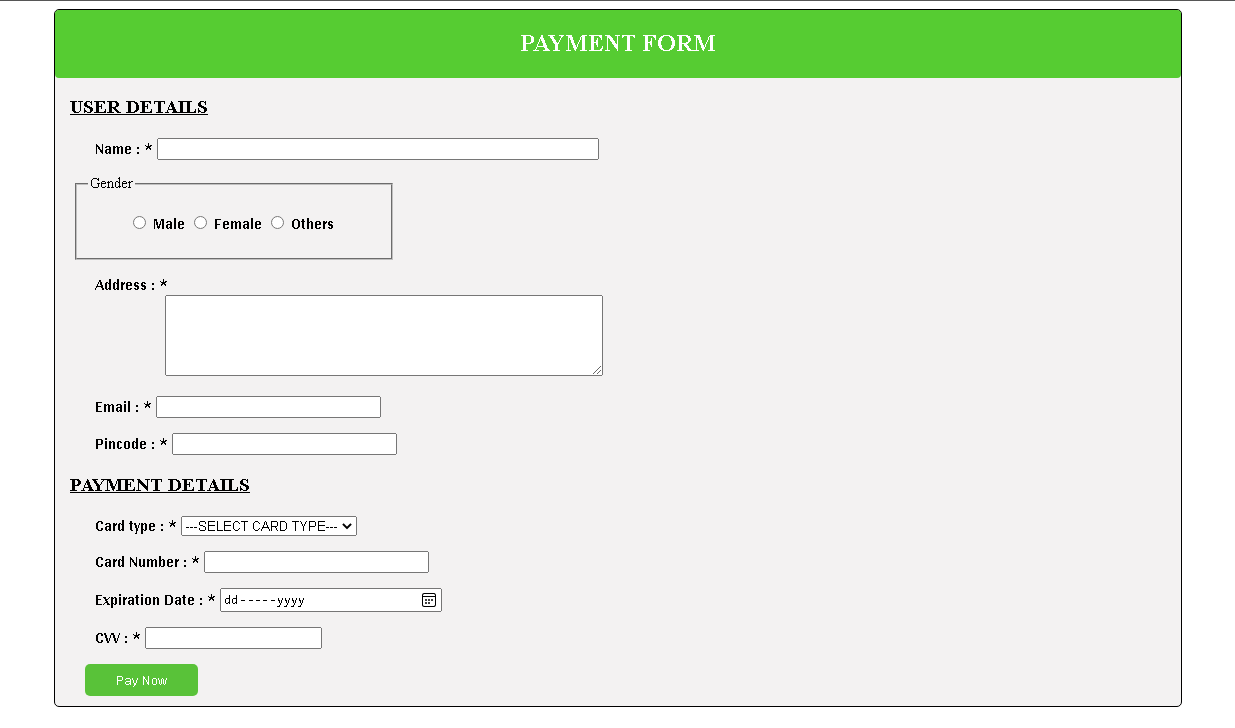 PAYMENT FORM
USER DETAILS
Name : *
Gender
Male Female Others
Address : *
Email : *
Pincode : *
PAYMENT DETAILS
Card type : * ---SELECT CARD TYPE---
Card Number : *
Expiration Date : * dd-----yyyy
CVV : *
Pay Now